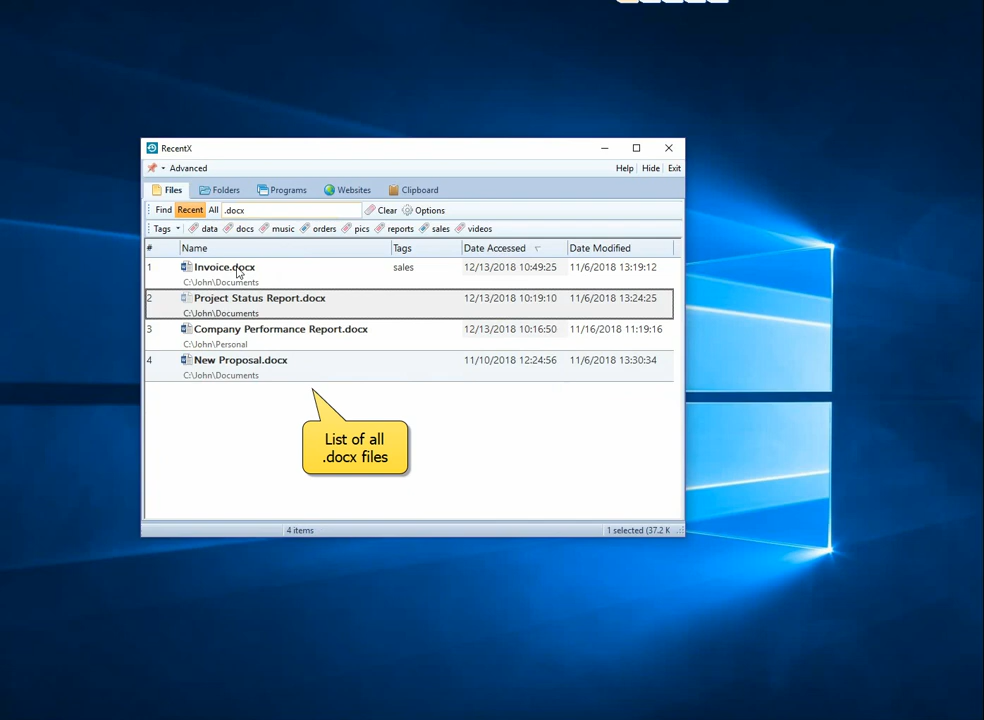 RecentX
Advanced Help Hide Exit
Files Folders Programs Websites Clipboard
Find Recent All .docx Clear Options
Tags data docs music orders pics reports sales videos
# Name Tags Date Accessed Date Modified
1 Invoice.docx sales 12/13/2018 10:49:25 11/6/2018 13:19:12
C:\John\Documents
2 Project Status Report.docx 12/13/2018 10:19:10 11/6/2018 13:24:25
C:\John\Documents
3 Company Performance Report.docx 12/13/2018 10:16:50 11/16/2018 11:19:16
C:\John\Personal
4 New Proposal.docx 11/10/2018 12:24:56 11/6/2018 13:30:34
C:\John\Documents
List of all
.docx files
4 items 1 selected (37.2 K